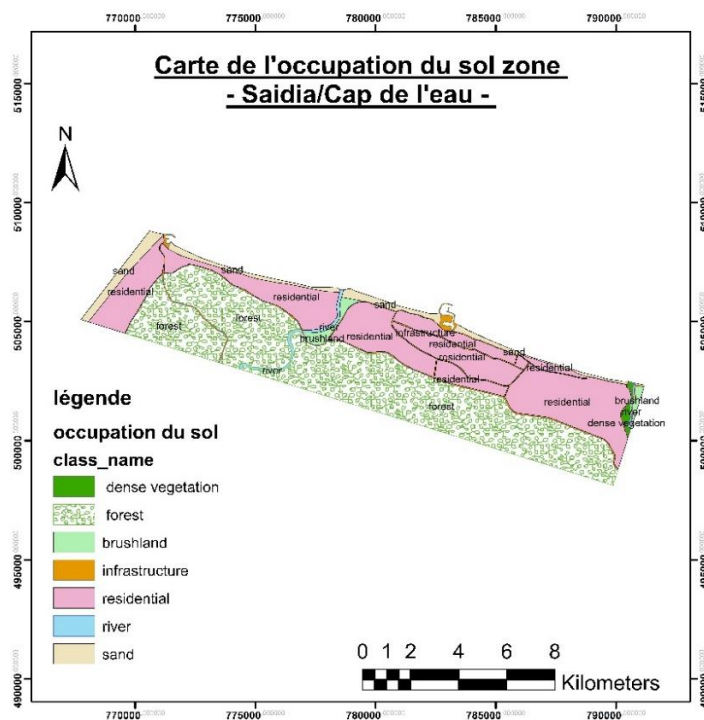 770000 775000 780000 785000 790000
Carte de l'occupation du sol zone
- Saidia/Cap de l'eau -
515000 515000
N
510000 510000
sand
sand
residential
residential
sand
505000 505000
forest
forest
river
brushland
residential
infrastructure
residential
residential
sand
residential
river
residential
forest
residential
brushland
river
dense vegetation
500000 500000
légende
occupation du sol
class_name
dense vegetation
forest
brushland
infrastructure
residential
river
sand
495000 495000
0 1 2 4 6 8
Kilometers
490000 490000
770000 775000 780000 785000 790000